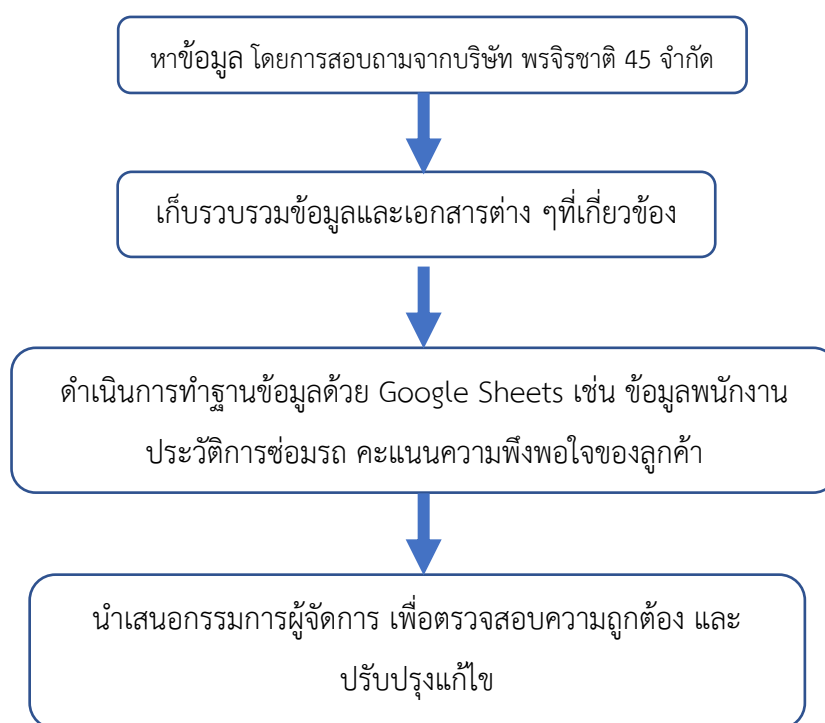 หาข้อมูล โดยการสอบถามจากบริษัท พรจิรชาติ 45 จำกัด
เก็บรวบรวมข้อมูลและเอกสารต่าง ๆที่เกี่ยวข้อง
ดำเนินการทำฐานข้อมูลด้วย Google Sheets เช่น ข้อมูลพนักงาน
ประวัติการซ่อมรถ คะแนนความพึงพอใจของลูกค้า
นำเสนอกรรมการผู้จัดการ เพื่อตรวจสอบความถูกต้อง และ
ปรับปรุงแก้ไข